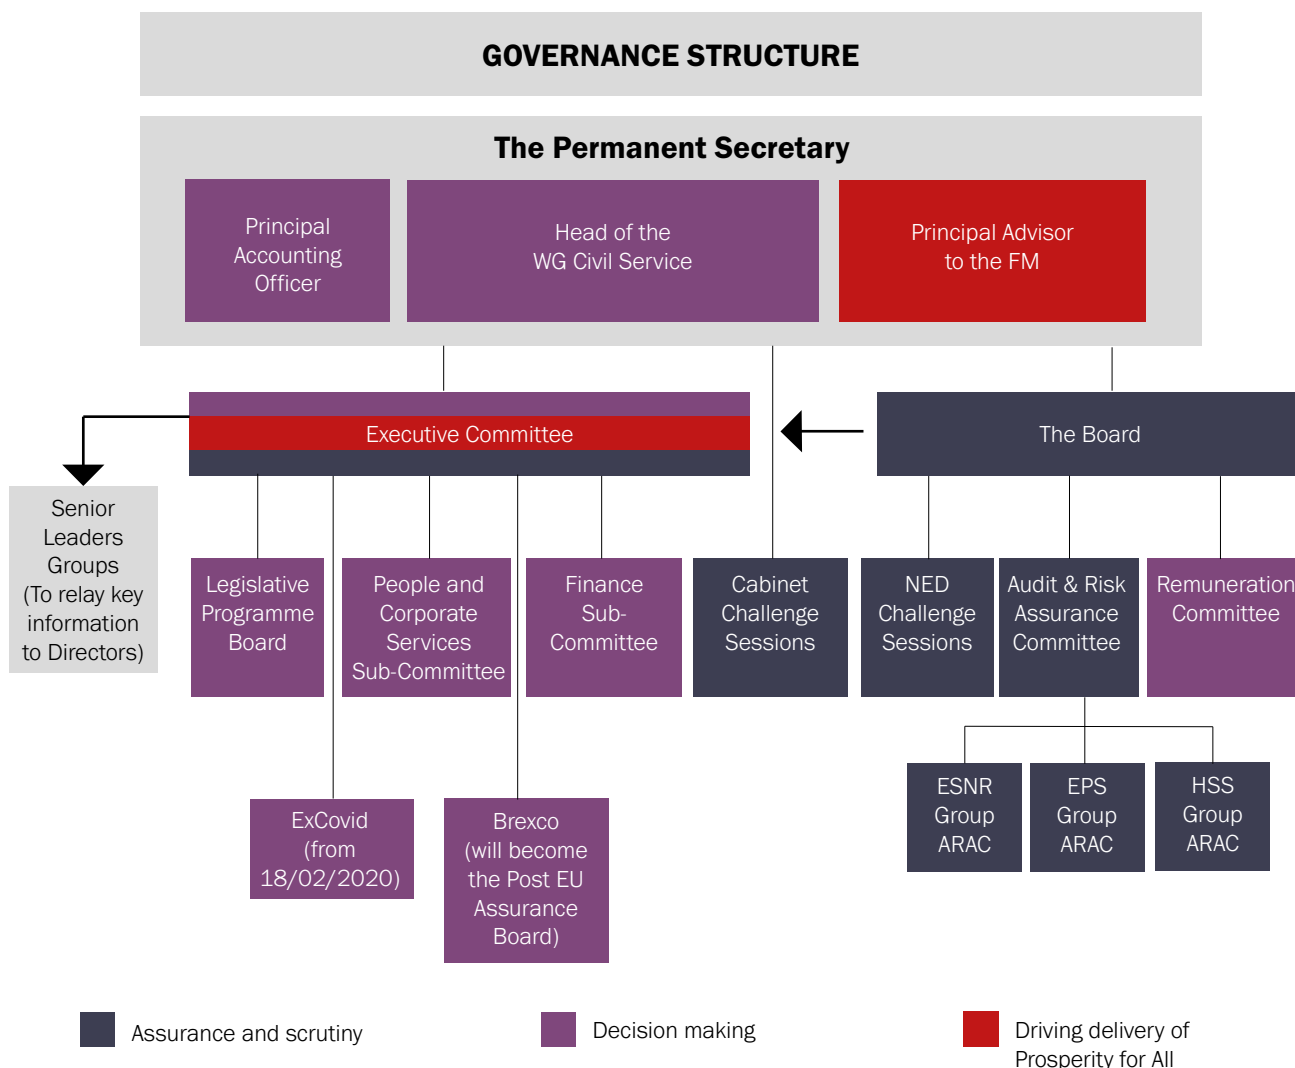 GOVERNANCE STRUCTURE
The Permanent Secretary
Principal
Accounting
Officer
Head of the
WG Civil Service
Principal Advisor
to the FM
Executive Committee
The Board
Senior
Leaders
Groups
(To relay key
information
to Directors)
Legislative
Programme
Board
People and
Corporate
Services
Sub-Committee
Finance
Sub-
Committee
Cabinet
Challenge
Sessions
NED
Challenge
Sessions
Audit & Risk
Assurance
Committee
Remuneration
Committee
ExCovid
(from
18/02/2020)
Brexco
(will become
the Post EU
Assurance
Board)
ESNR
Group
ARAC
EPS
Group
ARAC
HSS
Group
ARAC
Assurance and scrutiny
Decision making
Driving delivery of
Prosperity for All